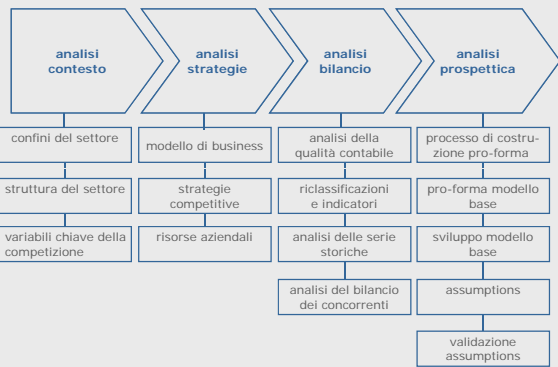 analisi
contesto
analisi
strategie
analisi
bilancio
analisi
prospettica
confini del settore
struttura del settore
variabili chiave della
competizione
modello di business
strategie
competitive
risorse aziendali
analisi della
qualità contabile
riclassificazioni
e indicatori
analisi delle serie
storiche
analisi del bilancio
dei concorrenti
processo di costru-
zione pro-forma
pro-forma modello
base
sviluppo modello
base
assumptions
validazione
assumptions